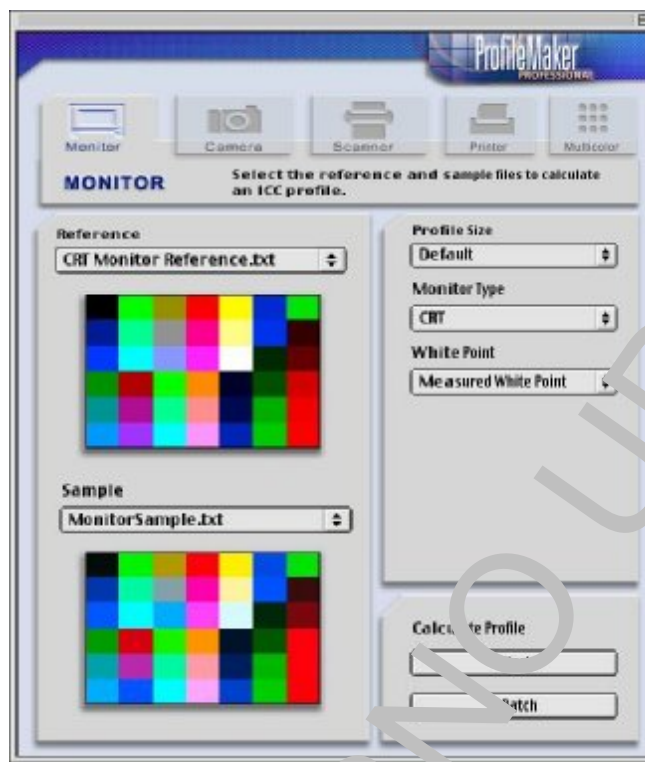 ProfileMaker
PROFESSIONAL
Monitor
Camera
Scanner
Printer
Multicolor
MONITOR
Select the reference and sample files to calculate
an ICC profile.
Reference
CRT Monitor Reference.txt
Sample
MonitorSample.txt
Profile Size
Default
Monitor Type
CRT
White Point
Measured White Point
Profile
NO